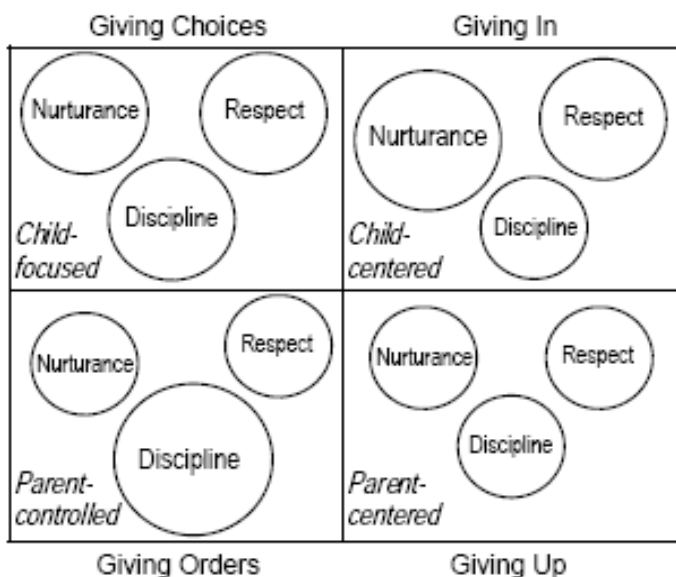 Giving Choices
Giving In
Nurturance
Respect
Discipline
Child-
focused
Nurturance
Respect
Discipline
Child-
centered
Nurturance
Respect
Discipline
Parent-
controlled
Nurturance
Respect
Discipline
Parent-
centered
Giving Orders
Giving Up